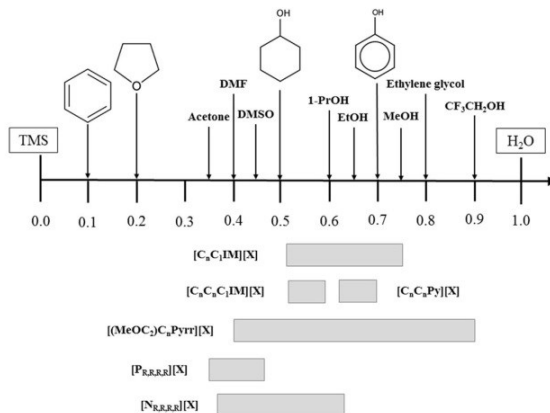 OH
OH
O
DMF
Ethylene glycol
1-PrOH
CF₃CH₂OH
Acetone
DMSO
EtOH
MeOH
TMS
H₂O
0.0 0.1 0.2 0.3 0.4 0.5 0.6 0.7 0.8 0.9 1.0
[CₙC₁IM][X]
[CₙCₙC₁IM][X] [CₙCₙPy][X]
[(MeOC₂)CₙPyrr][X]
[P_R,R,R,R][X]
[N_R,R,R,R][X]